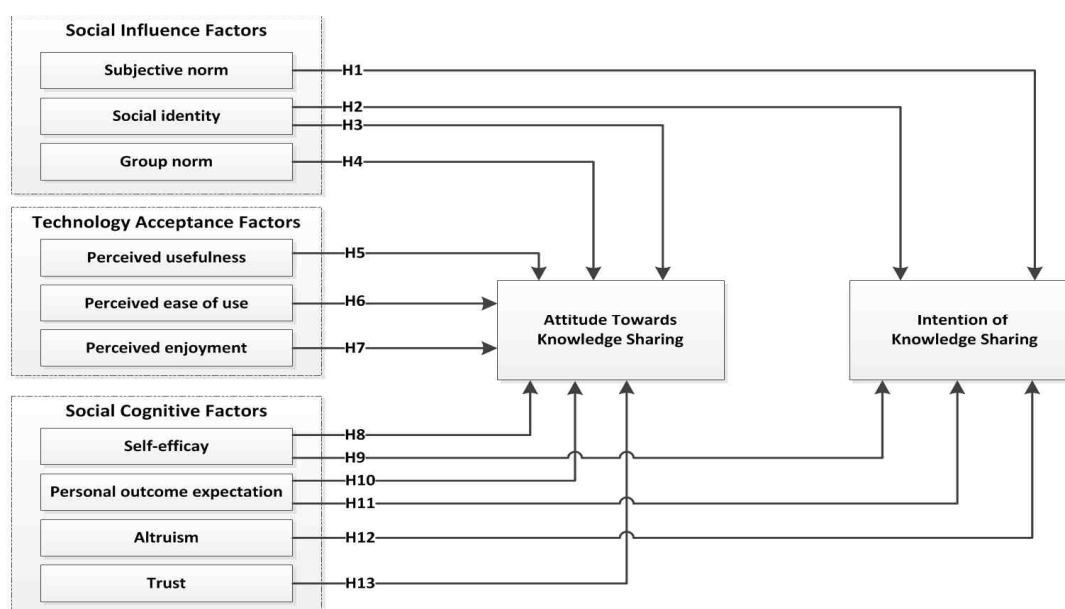 Social Influence Factors
Subjective norm
H1
Social identity
H2
H3
Group norm
H4
Technology Acceptance Factors
Perceived usefulness
H5
Perceived ease of use
H6
Perceived enjoyment
H7
Attitude Towards
Knowledge Sharing
Intention of
Knowledge Sharing
Social Cognitive Factors
Self-efficay
H8
H9
Personal outcome expectation
H10
H11
Altruism
H12
Trust
H13